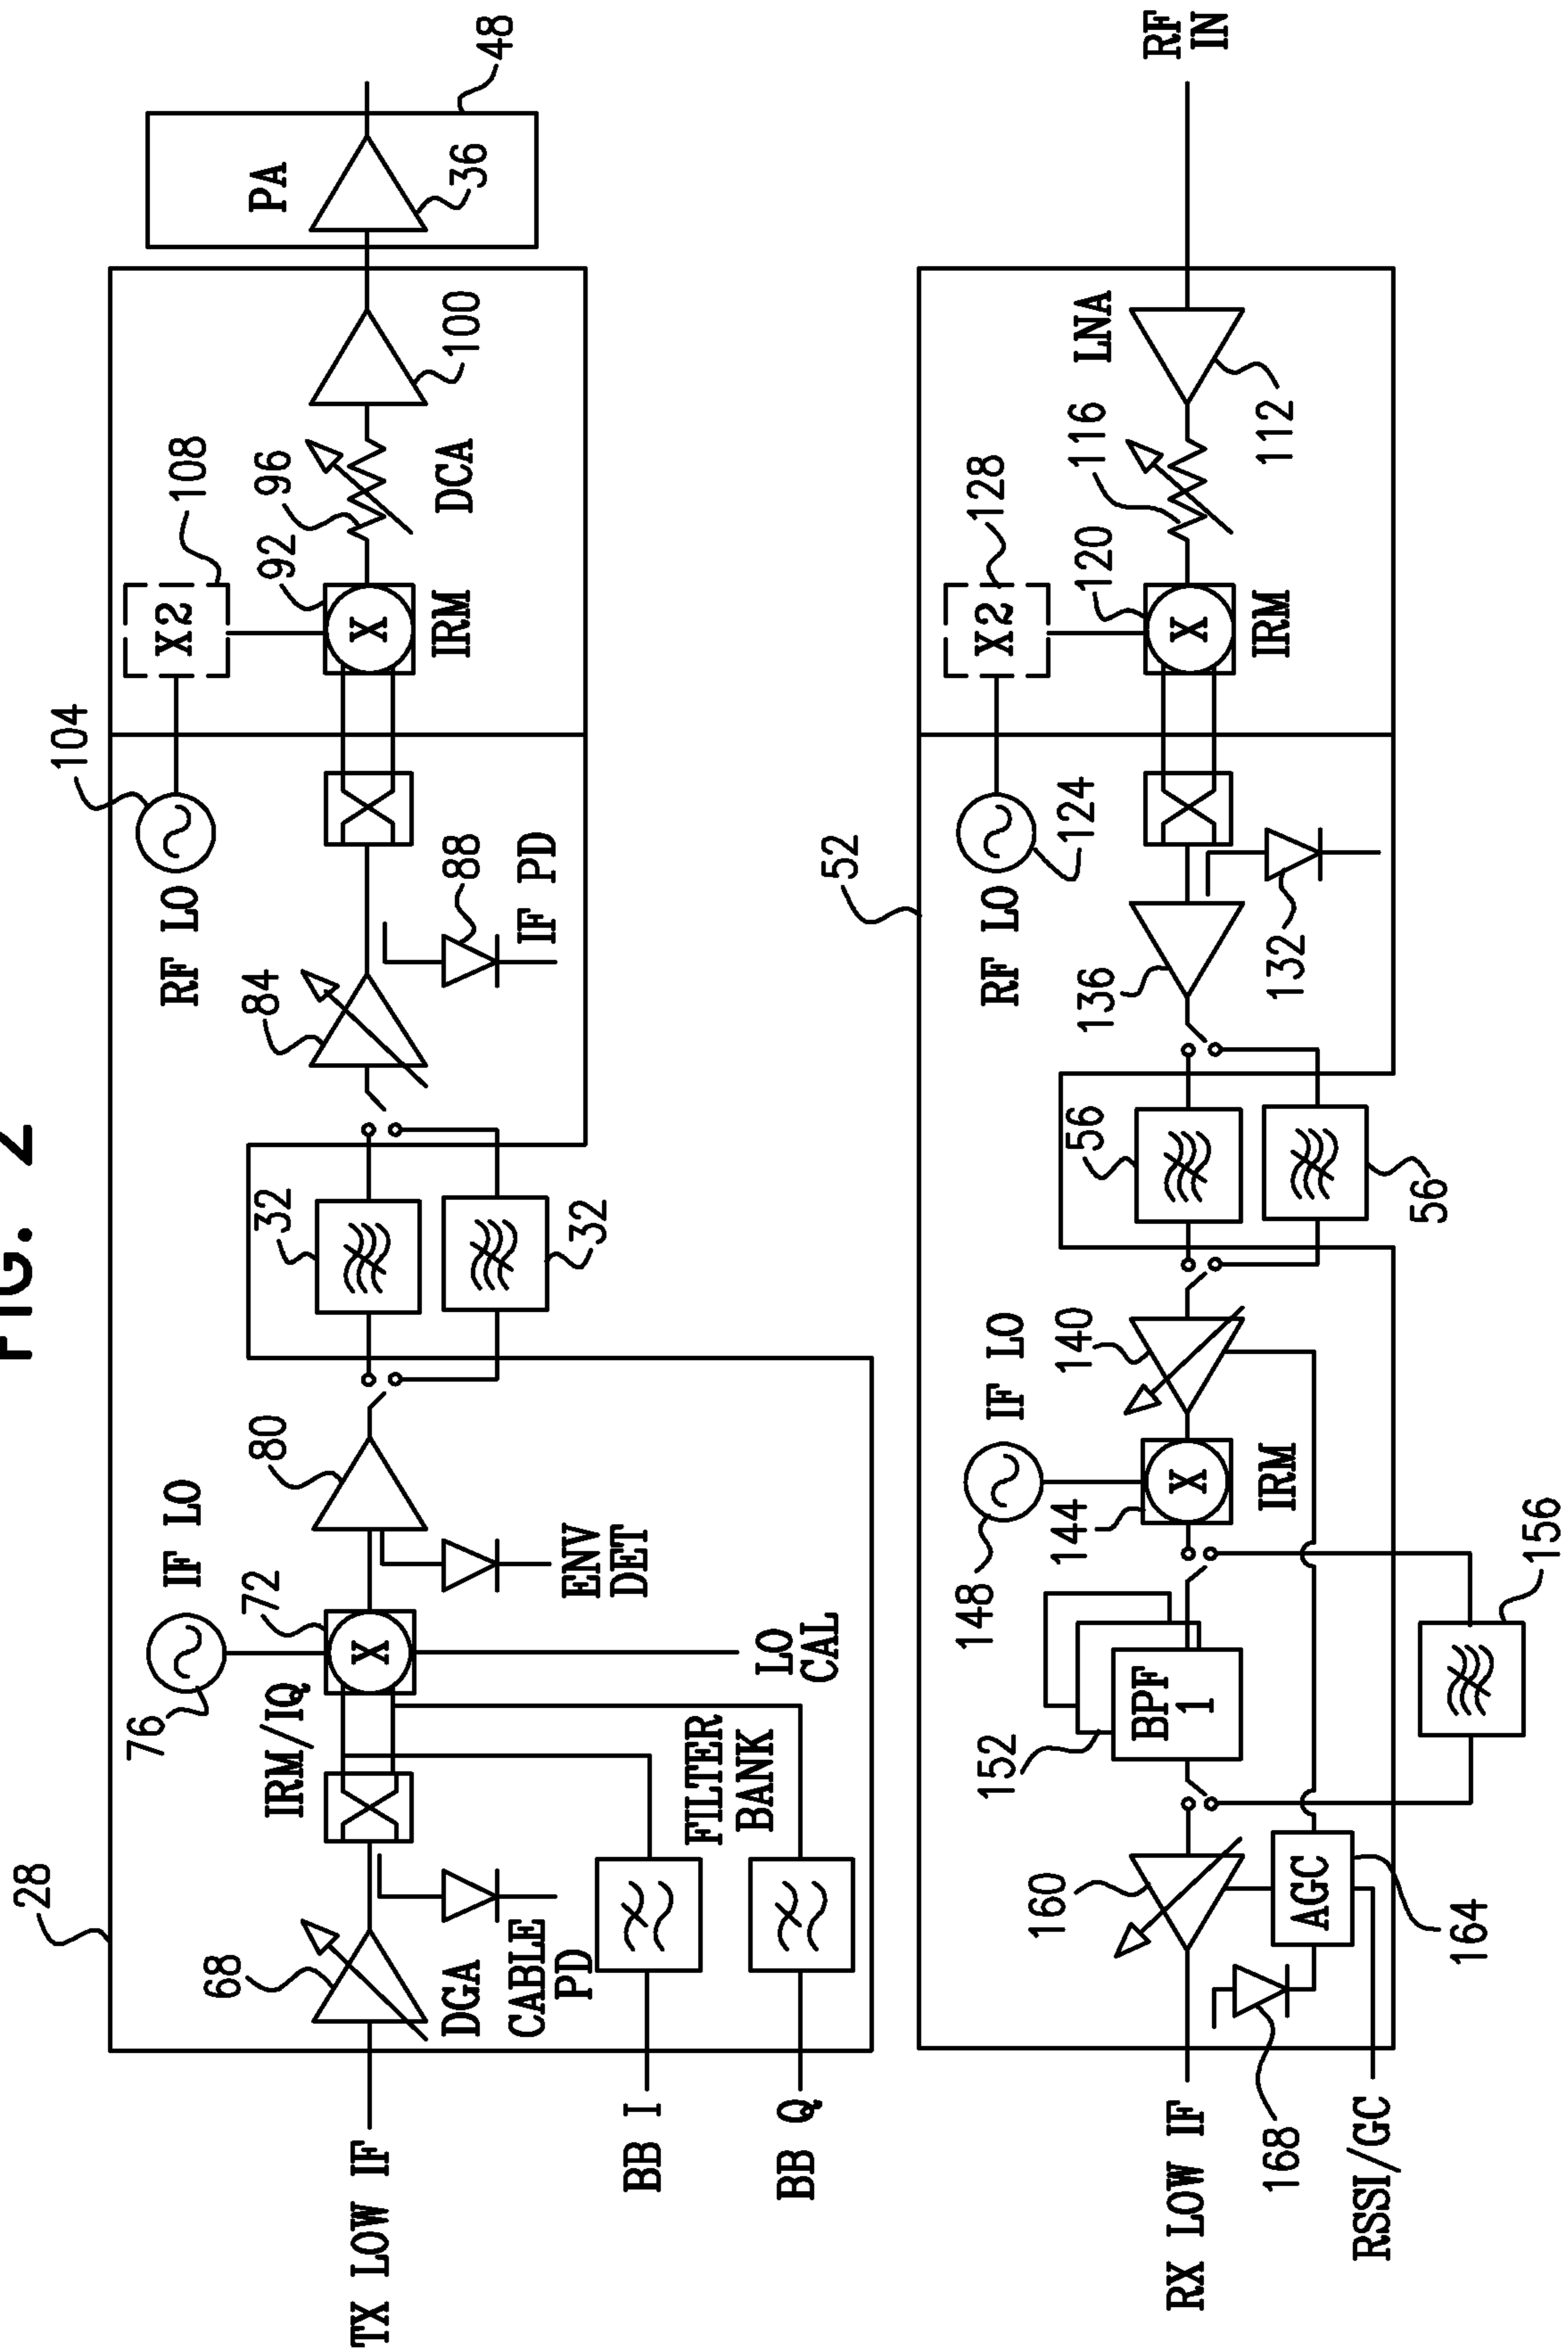 FIG. 2
28
104
108
48
76
IF LO
72
80
32
84
RF LO
X2
92
96
PA
IRM/IQ
X
X
68
DGA
CABLE
PD
ENV
DET
32
88
IF PD
IRM
DCA
100
36
TX LOW IF
FILTER
BANK
LO
CAL
BB I
BB Q
52
148
IF LO
RF LO
124
X2
128
152
BPF
1
144
X
IRM
140
56
56
136
132
120
X
IRM
116
LNA
112
RF
IN
160
AGC
164
156
168
RX LOW IF
RSSI/GC